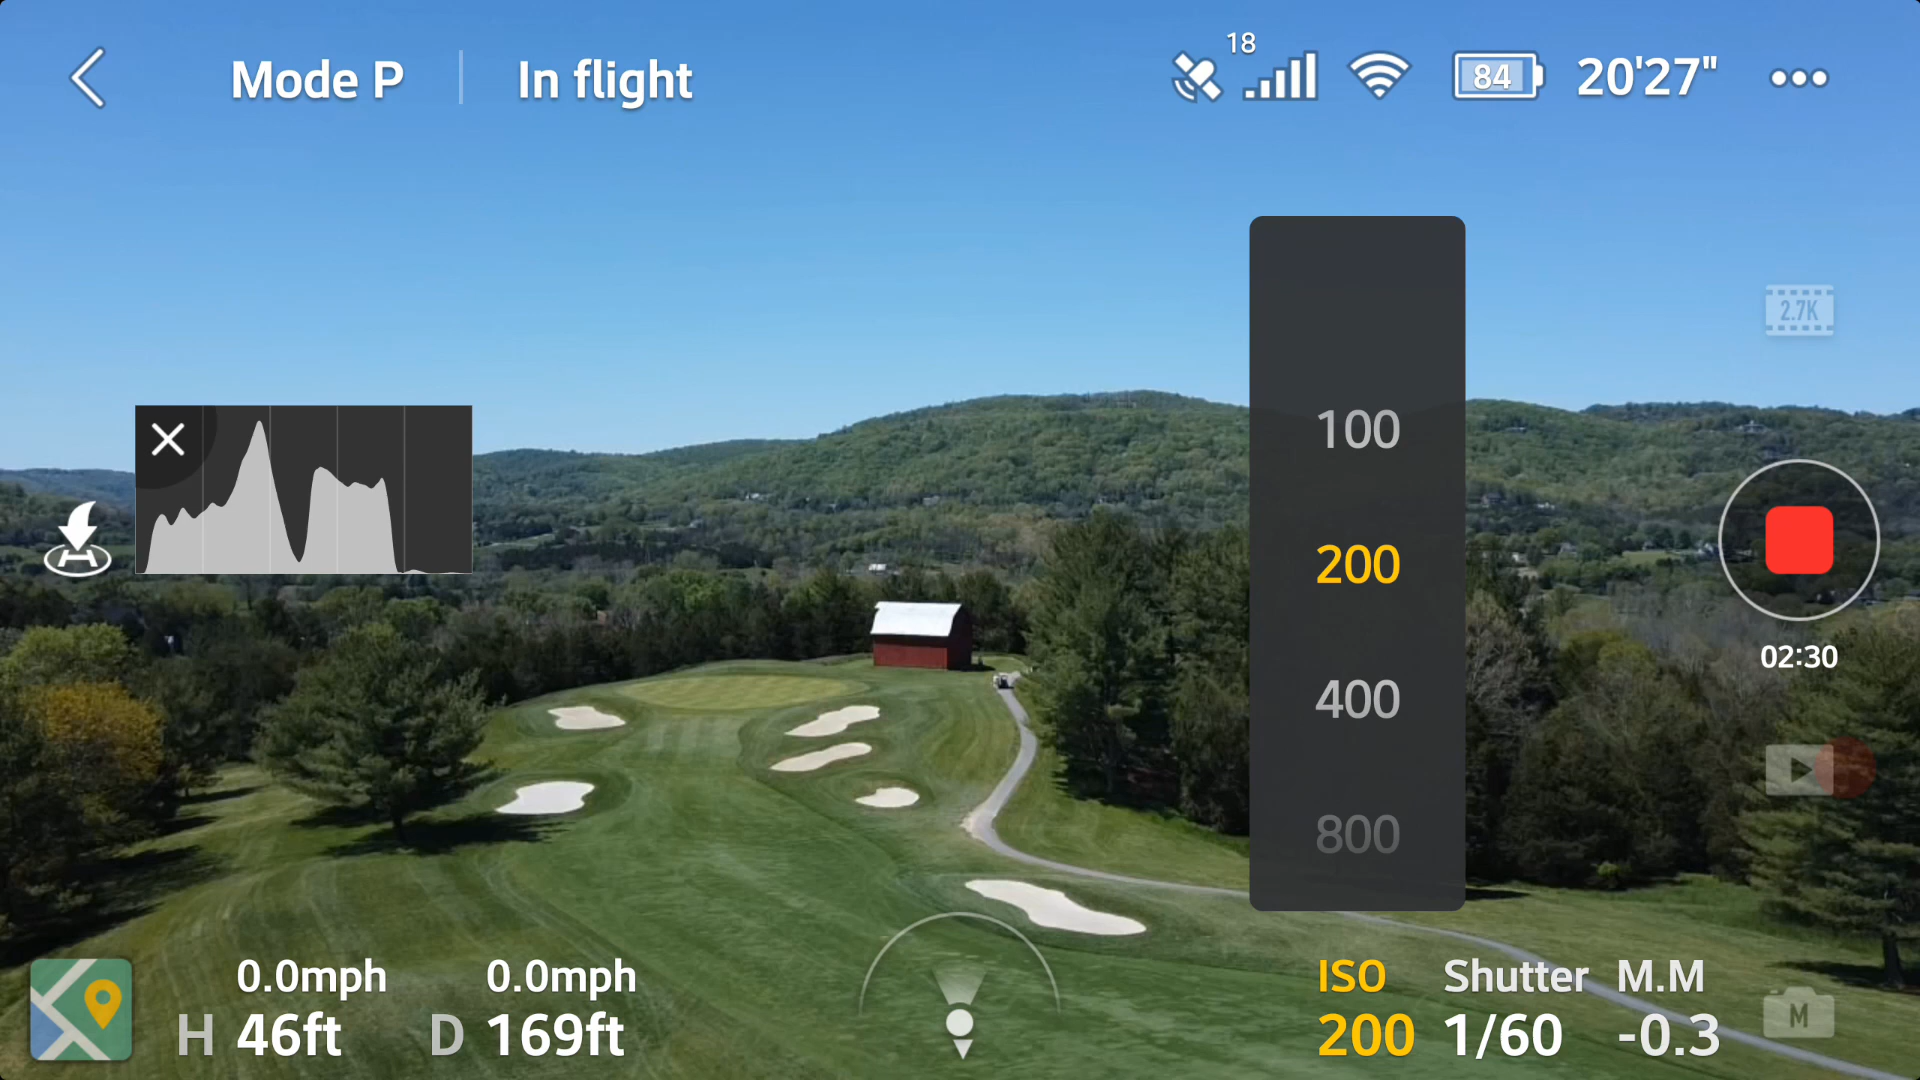 Mode P
In flight
18
84
20'27"
2.7K
100
200
400
800
02:30
0.0mph
0.0mph
H 46ft
D 169ft
ISO
Shutter
M.M
200
1/60
-0.3
M